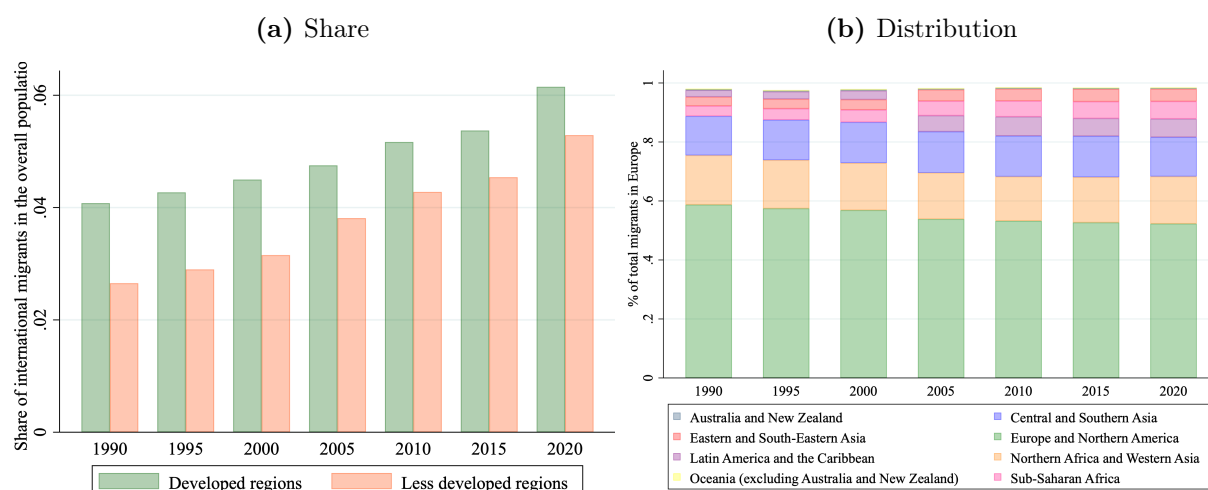 (a) Share
Share of international migrants in the overall populatio
.06
.04
.02
0
1990 1995 2000 2005 2010 2015 2020
Developed regions Less developed regions
(b) Distribution
% of total migrants in Europe
1
.8
.6
.4
.2
0
1990 1995 2000 2005 2010 2015 2020
Australia and New Zealand Central and Southern Asia
Eastern and South-Eastern Asia Europe and Northern America
Latin America and the Caribbean Northern Africa and Western Asia
Oceania (excluding Australia and New Zealand) Sub-Saharan Africa